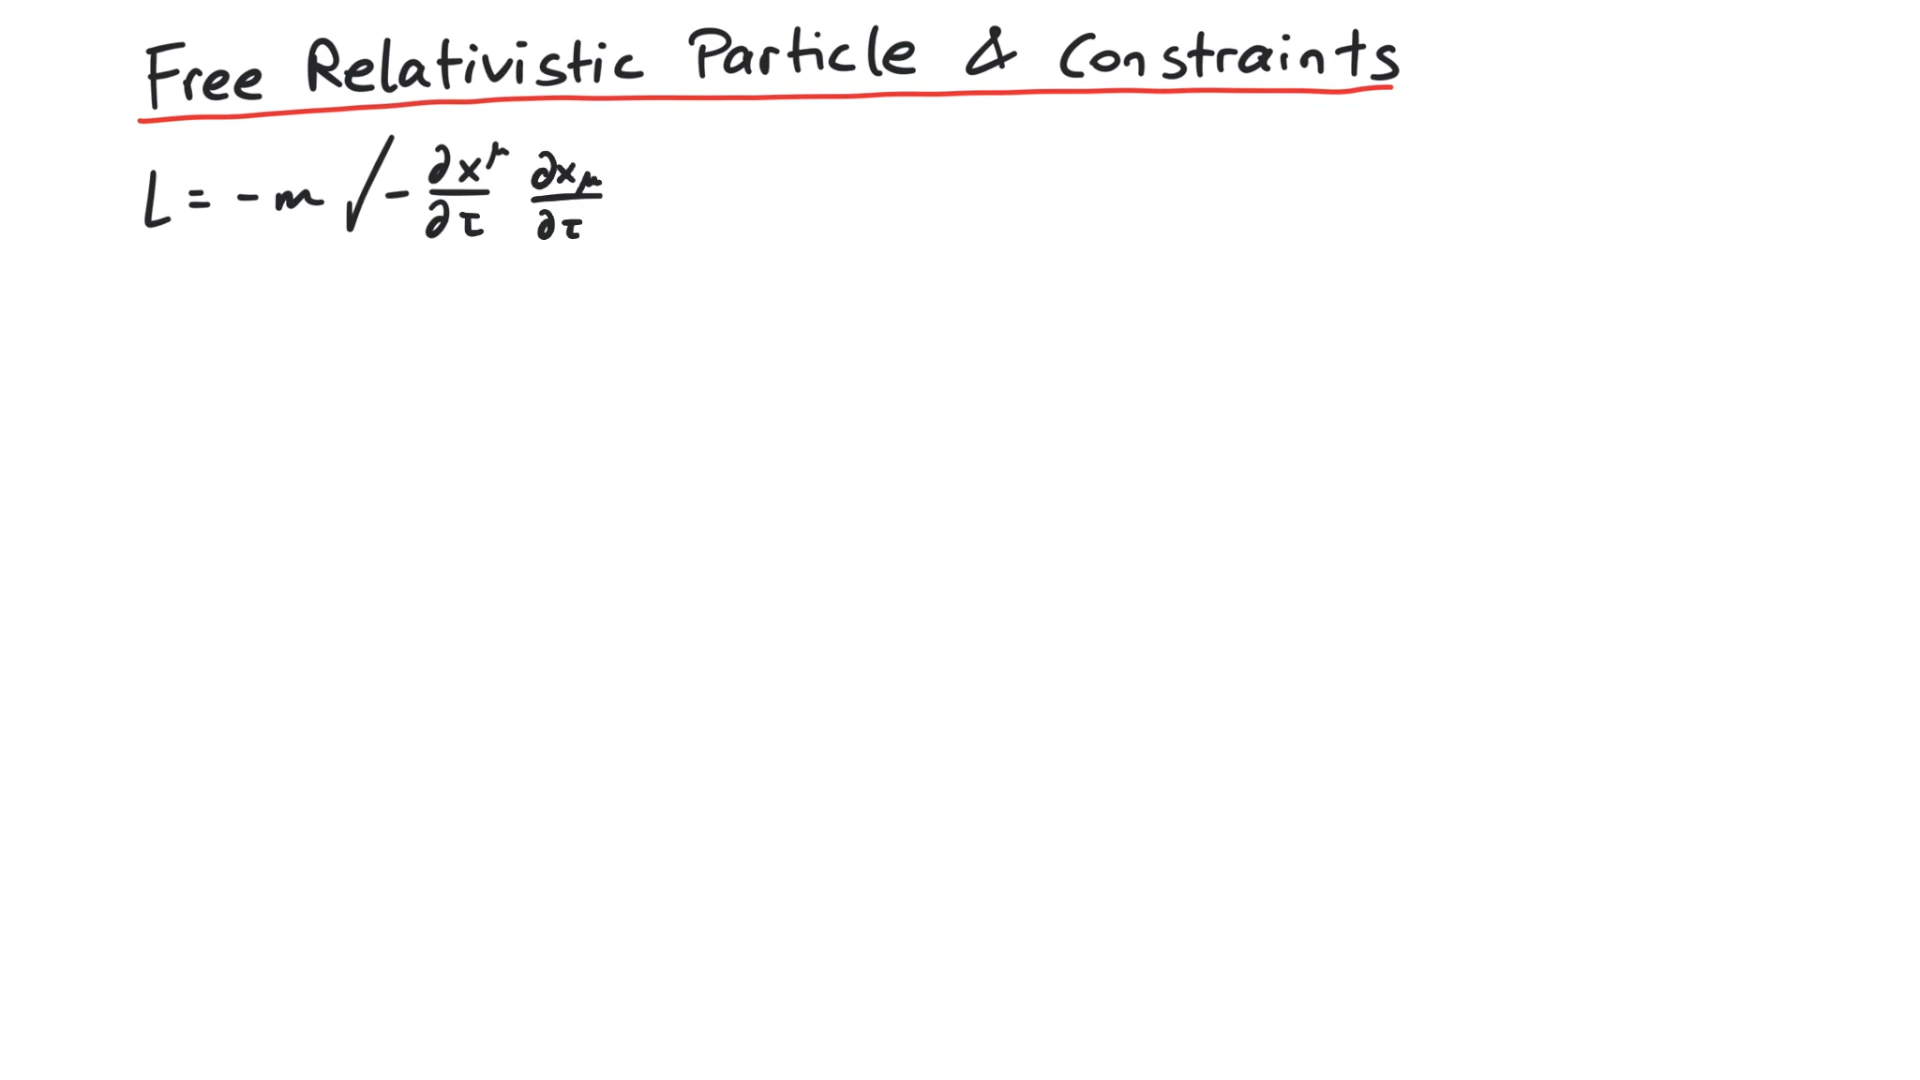 Free Relativistic Particle & Constraints
L = -m √ - ∂x^μ/∂τ ∂x_μ/∂τ